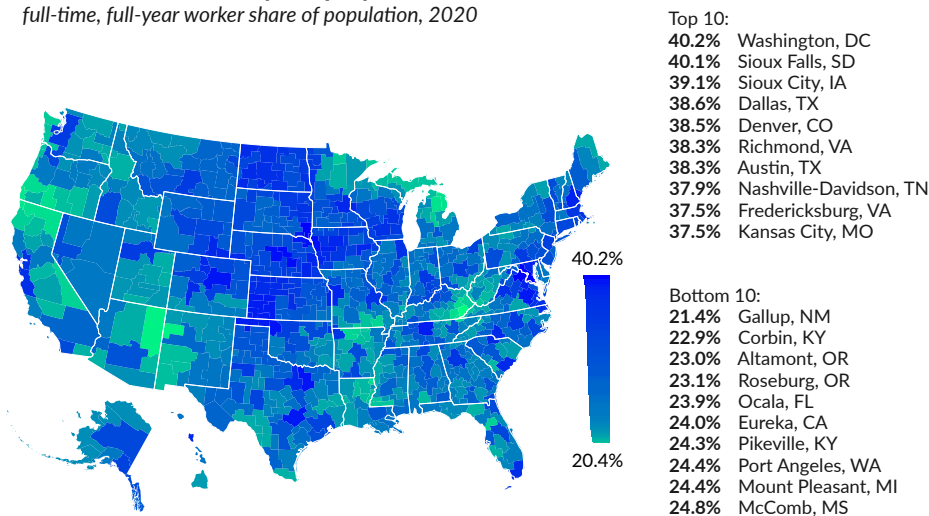 full-time, full-year worker share of population, 2020
Top 10:
40.2% Washington, DC
40.1% Sioux Falls, SD
39.1% Sioux City, IA
38.6% Dallas, TX
38.5% Denver, CO
38.3% Richmond, VA
38.3% Austin, TX
37.9% Nashville-Davidson, TN
37.5% Fredericksburg, VA
37.5% Kansas City, MO
40.2%
20.4%
Bottom 10:
21.4% Gallup, NM
22.9% Corbin, KY
23.0% Altamont, OR
23.1% Roseburg, OR
23.9% Ocala, FL
24.0% Eureka, CA
24.3% Pikeville, KY
24.4% Port Angeles, WA
24.4% Mount Pleasant, MI
24.8% McComb, MS